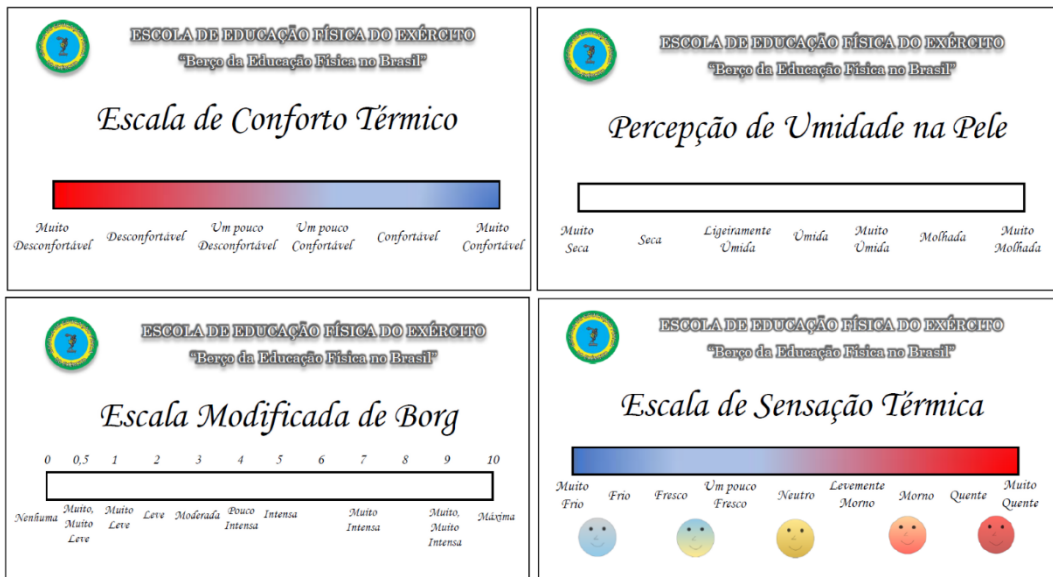 ESCOLA DE EDUCAÇÃO FÍSICA DO EXÉRCITO
"Berço da Educação Física no Brasil"
Escala de Conforto Térmico
Muito Desconfortável
Desconfortável
Um pouco Desconfortável
Um pouco Confortável
Confortável
Muito Confortável
ESCOLA DE EDUCAÇÃO FÍSICA DO EXÉRCITO
"Berço da Educação Física no Brasil"
Percepção de Umidade na Pele
Muito Seca
Seca
Ligeiramente Úmida
Úmida
Muito Úmida
Molhada
Muito Molhada
ESCOLA DE EDUCAÇÃO FÍSICA DO EXÉRCITO
"Berço da Educação Física no Brasil"
Escala Modificada de Borg
0 0,5 1 2 3 4 5 6 7 8 9 10
Nenhuma
Muito, Muito Leve
Muito Leve
Leve
Moderada
Pouco Intensa
Intensa
Muito Intensa
Muito, Muito Intensa
Máxima
ESCOLA DE EDUCAÇÃO FÍSICA DO EXÉRCITO
"Berço da Educação Física no Brasil"
Escala de Sensação Térmica
Muito Frio
Frio
Fresco
Um pouco Fresco
Neutro
Levemente Morno
Morno
Quente
Muito Quente